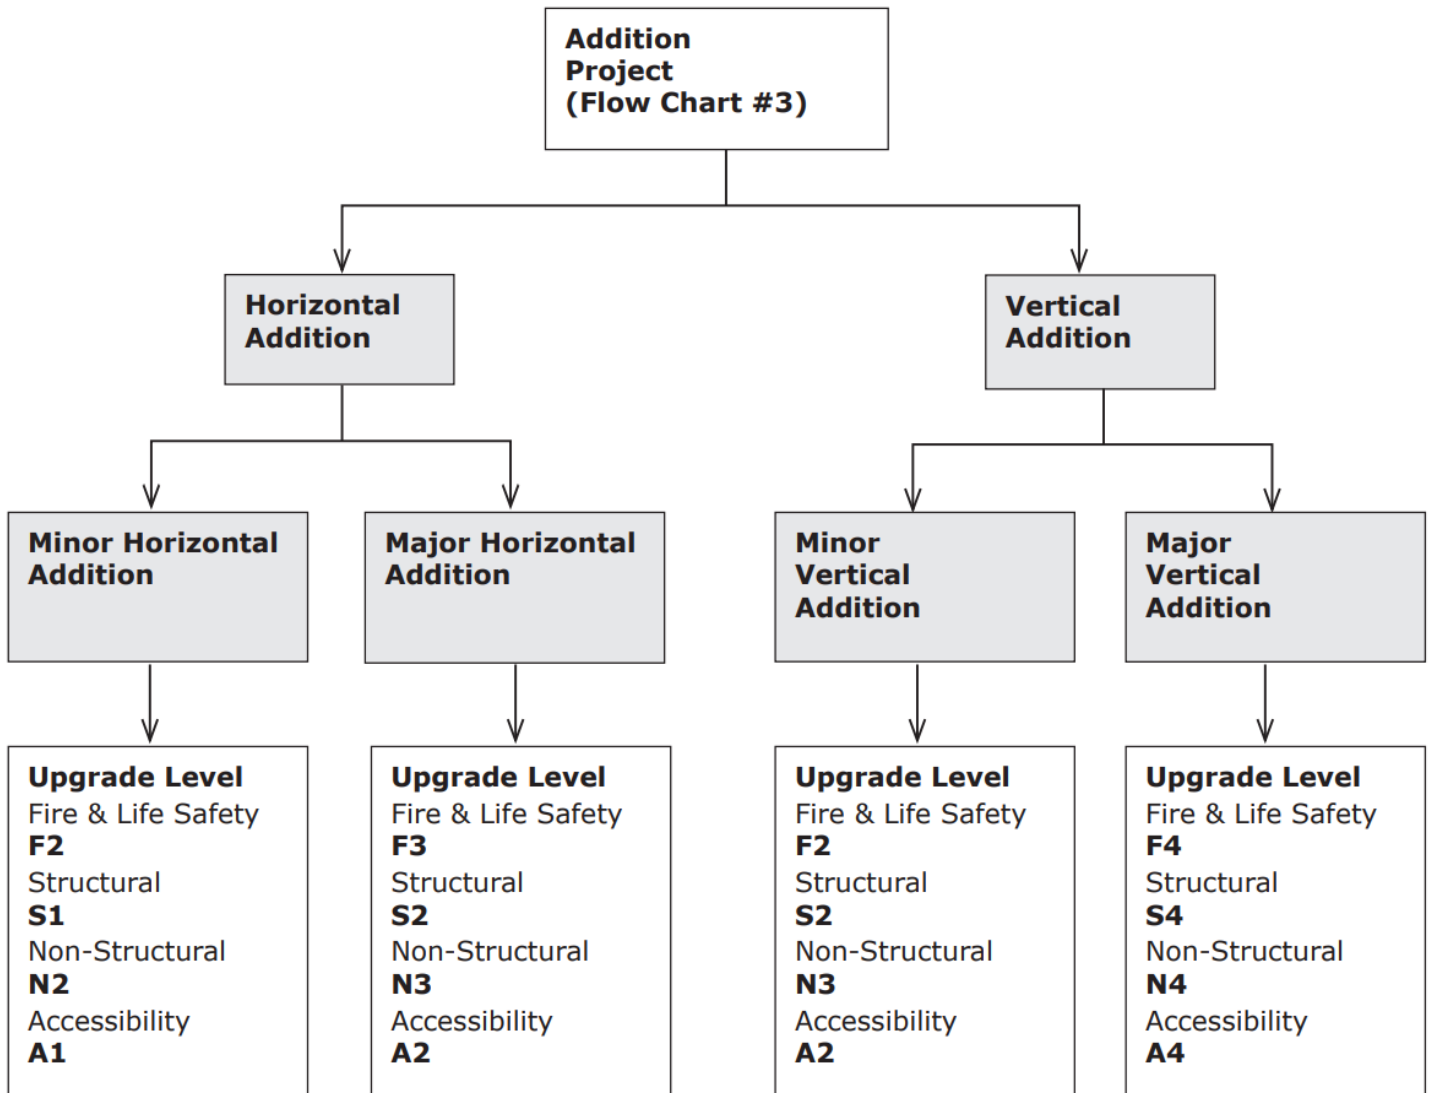 Addition
Project
(Flow Chart #3)
Horizontal
Addition
Vertical
Addition
Minor Horizontal
Addition
Major Horizontal
Addition
Minor
Vertical
Addition
Major
Vertical
Addition
Upgrade Level
Fire & Life Safety
F2
Structural
S1
Non-Structural
N2
Accessibility
A1
Upgrade Level
Fire & Life Safety
F3
Structural
S2
Non-Structural
N3
Accessibility
A2
Upgrade Level
Fire & Life Safety
F2
Structural
S2
Non-Structural
N3
Accessibility
A2
Upgrade Level
Fire & Life Safety
F4
Structural
S4
Non-Structural
N4
Accessibility
A4